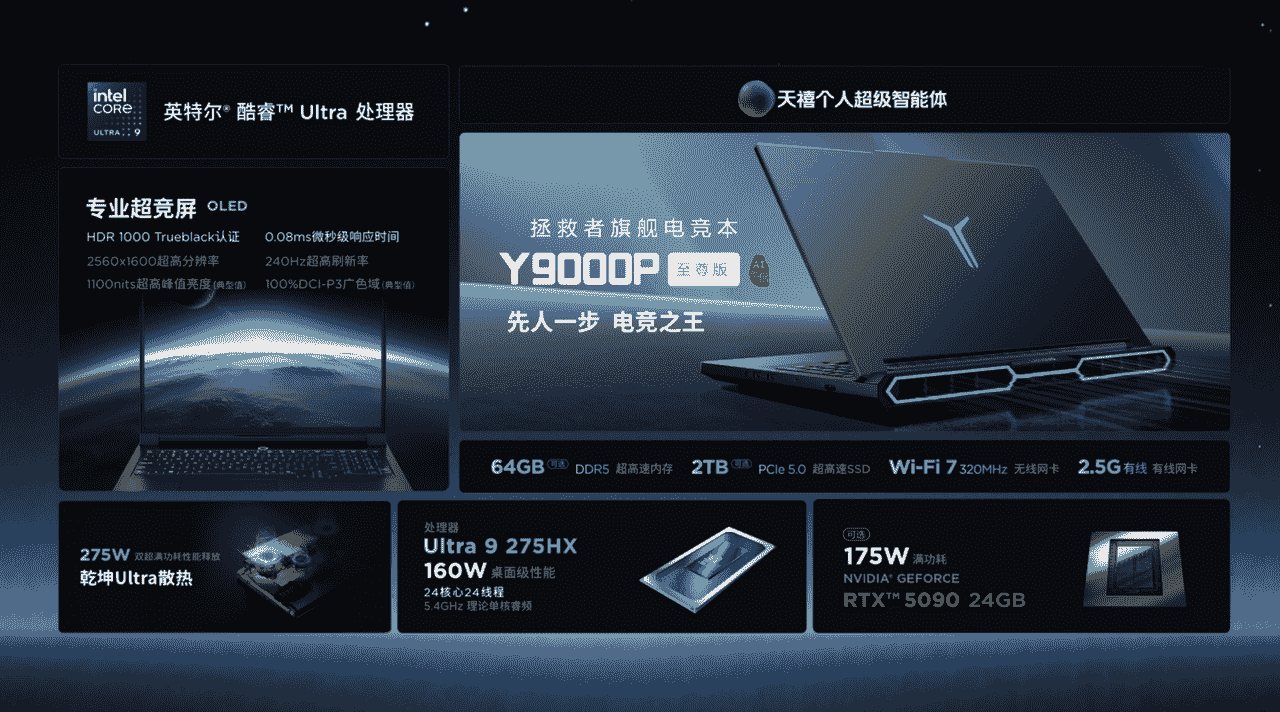 intel
CORE
ULTRA 9
英特尔® 酷睿™ Ultra 处理器
天禧个人超级智能体
专业超竞屏 OLED
HDR 1000 Trueblack认证 0.08ms微秒级响应时间
2560x1600超高分辨率 240Hz超高刷新率
1100nits超高峰值亮度(典型值) 100%DCI-P3广色域(典型值)
拯救者旗舰电竞本
Y9000P 至尊版 AI
先人一步 电竞之王
64GB 可选 DDR5 超高速内存 2TB 可选 PCIe 5.0 超高速SSD Wi-Fi 7 320MHz 无线网卡 2.5G有线 有线网卡
275W 双超满功耗性能释放
乾坤Ultra散热
处理器
Ultra 9 275HX
160W 桌面级性能
24核心24线程
5.4GHz 理论单核睿频
可选
175W 满功耗
NVIDIA® GEFORCE
RTX™ 5090 24GB